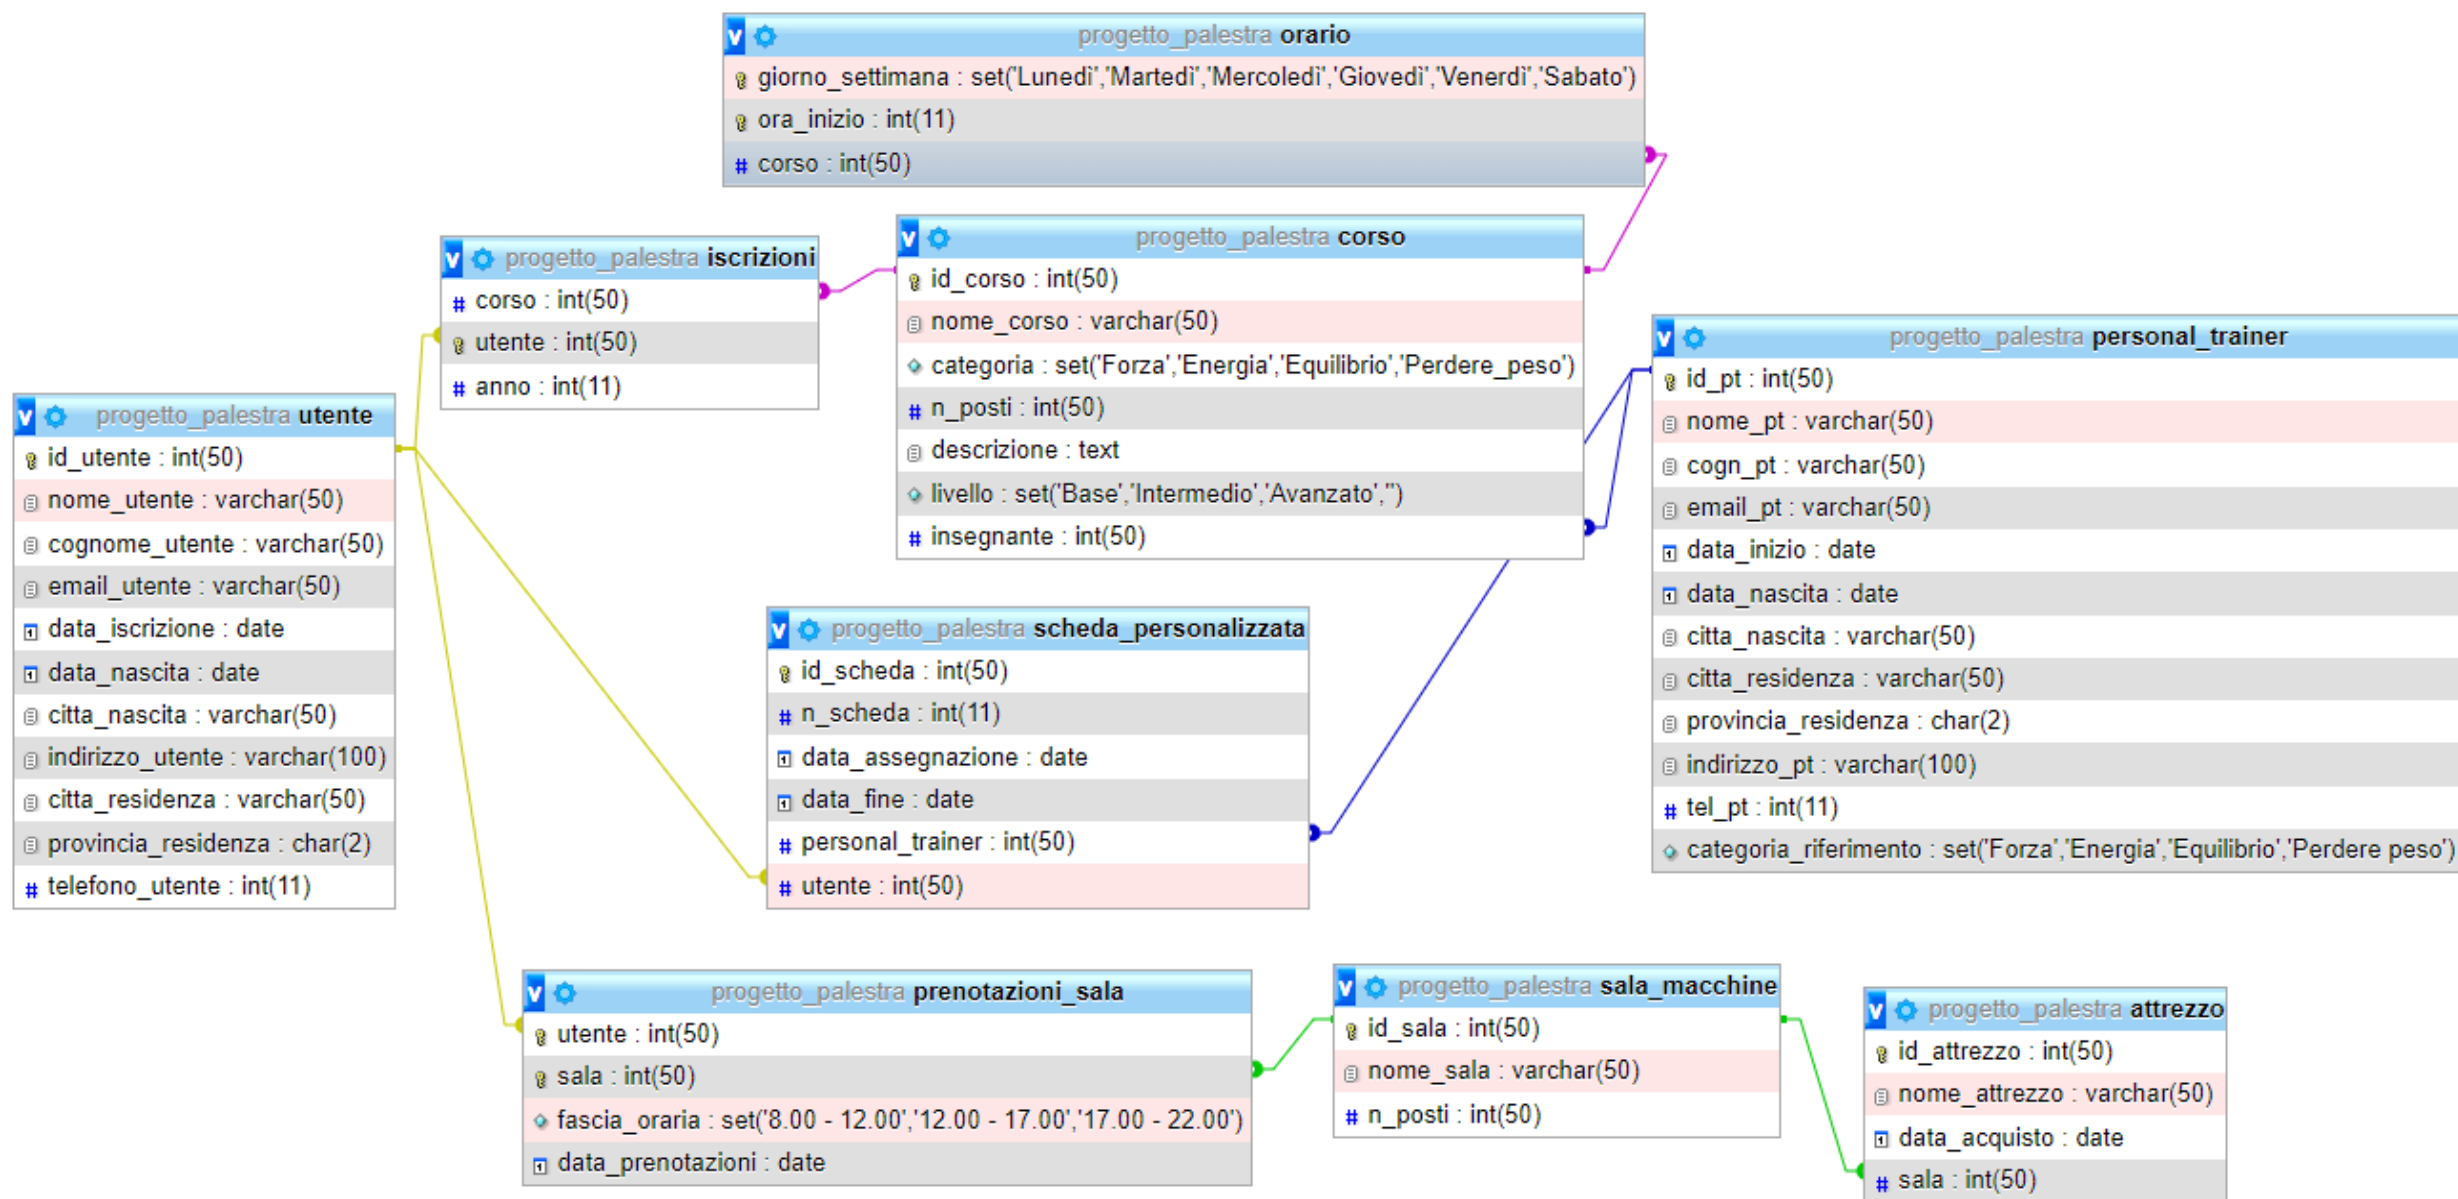 progetto_palestra orario
giorno_settimana : set('Lunedì','Martedì','Mercoledì','Giovedì','Venerdì','Sabato')
ora_inizio : int(11)
corso : int(50)
progetto_palestra iscrizioni
corso : int(50)
utente : int(50)
anno : int(11)
progetto_palestra corso
id_corso : int(50)
nome_corso : varchar(50)
categoria : set('Forza','Energia','Equilibrio','Perdere_peso')
n_posti : int(50)
descrizione : text
livello : set('Base','Intermedio','Avanzato','')
insegnante : int(50)
progetto_palestra personal_trainer
id_pt : int(50)
nome_pt : varchar(50)
cogn_pt : varchar(50)
email_pt : varchar(50)
data_inizio : date
data_nascita : date
citta_nascita : varchar(50)
citta_residenza : varchar(50)
provincia_residenza : char(2)
indirizzo_pt : varchar(100)
tel_pt : int(11)
categoria_riferimento : set('Forza','Energia','Equilibrio','Perdere peso')
progetto_palestra utente
id_utente : int(50)
nome_utente : varchar(50)
cognome_utente : varchar(50)
email_utente : varchar(50)
data_iscrizione : date
data_nascita : date
citta_nascita : varchar(50)
indirizzo_utente : varchar(100)
citta_residenza : varchar(50)
provincia_residenza : char(2)
telefono_utente : int(11)
progetto_palestra scheda_personalizzata
id_scheda : int(50)
n_scheda : int(11)
data_assegnazione : date
data_fine : date
personal_trainer : int(50)
utente : int(50)
progetto_palestra prenotazioni_sala
utente : int(50)
sala : int(50)
fascia_oraria : set('8.00 - 12.00','12.00 - 17.00','17.00 - 22.00')
data_prenotazioni : date
progetto_palestra sala_macchine
id_sala : int(50)
nome_sala : varchar(50)
n_posti : int(50)
progetto_palestra attrezzo
id_attrezzo : int(50)
nome_attrezzo : varchar(50)
data_acquisto : date
sala : int(50)